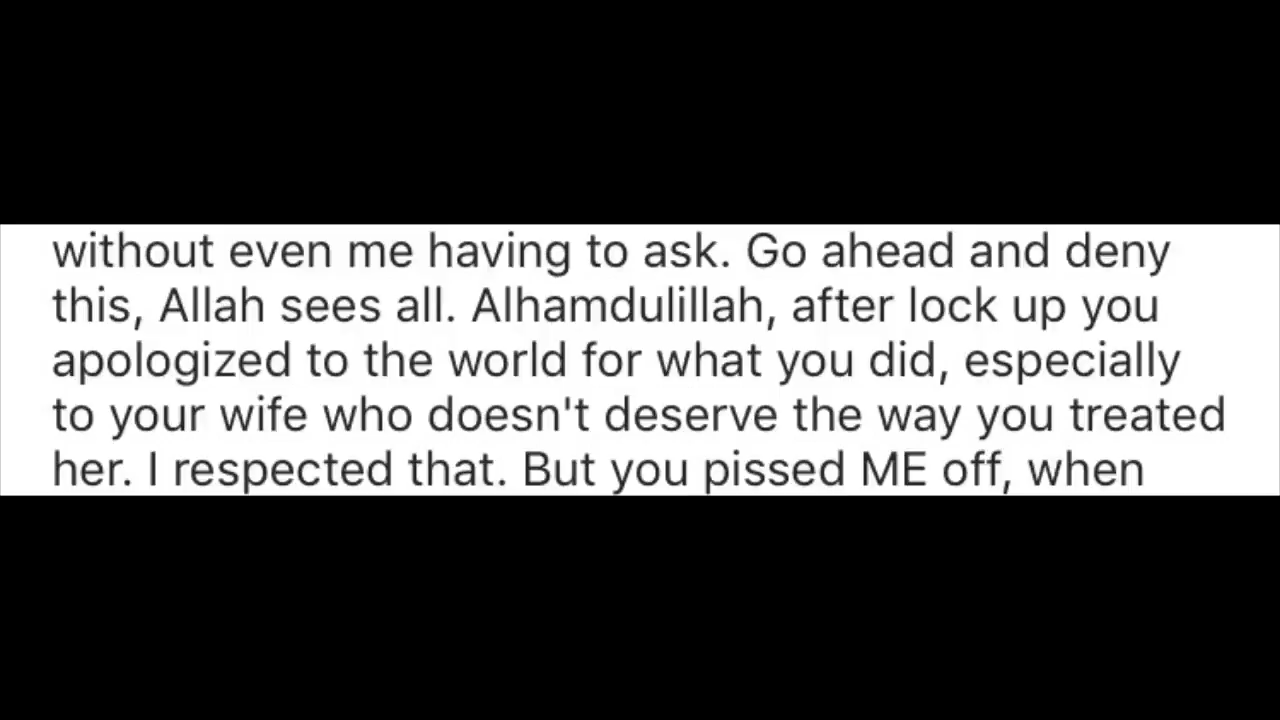 without even me having to ask. Go ahead and deny
this, Allah sees all. Alhamdulillah, after lock up you
apologized to the world for what you did, especially
to your wife who doesn't deserve the way you treated
her. I respected that. But you pissed ME off, when